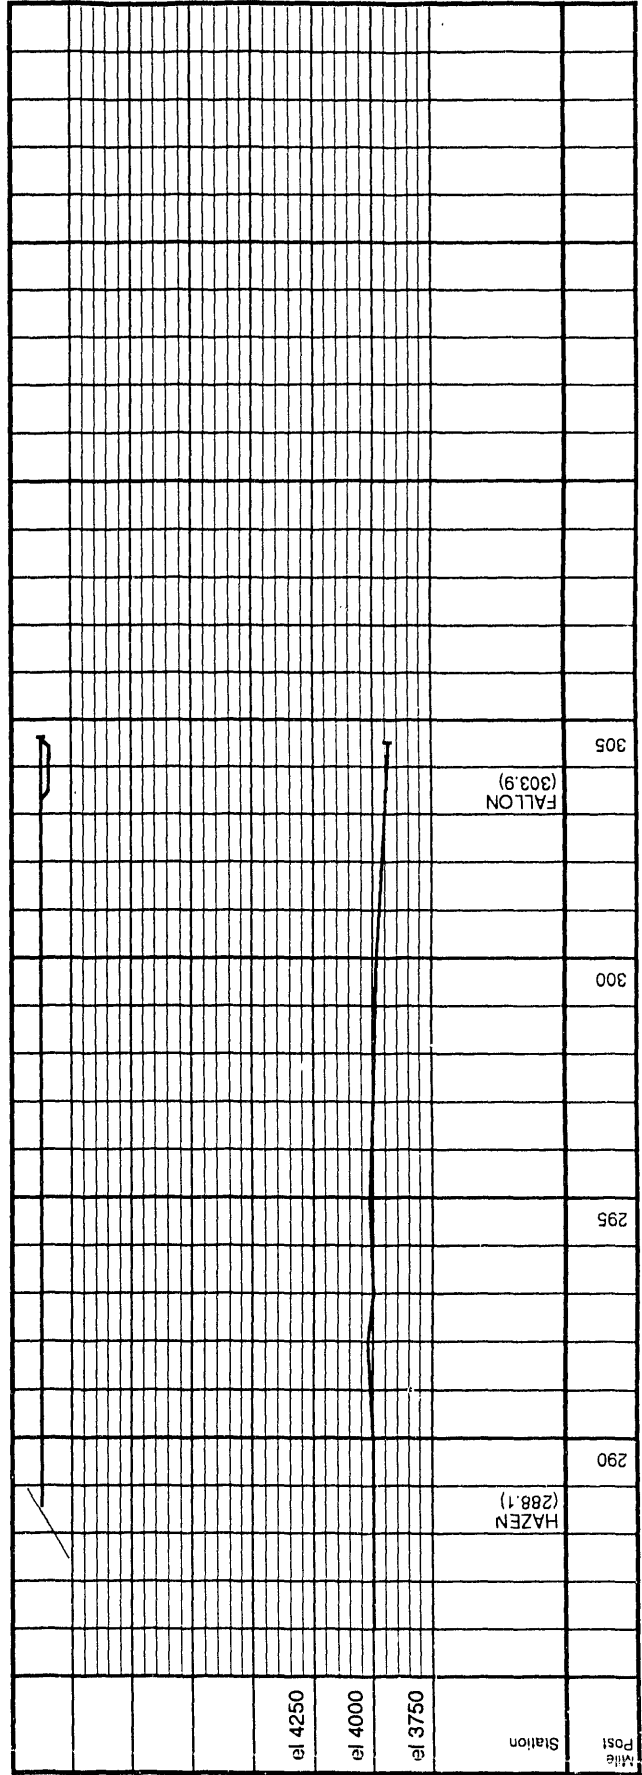 el 4250
el 4000
el 3750
Station
Mile
Post
HAZEN
(288.1)
FALLON
(303.9)
290
295
300
305